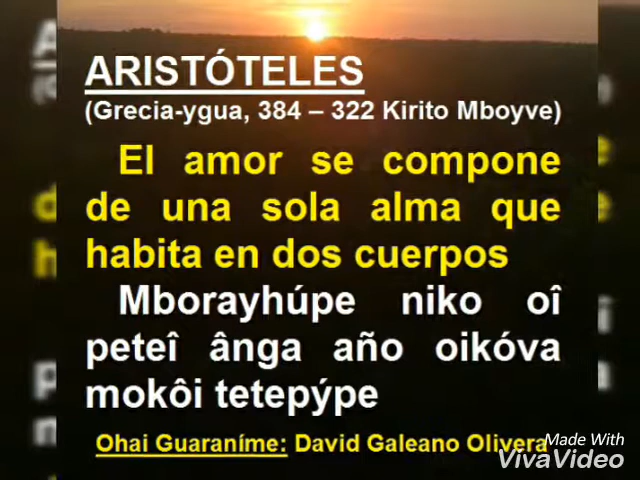 ARISTÓTELES
(Grecia-ygua, 384 – 322 Kirito Mboyve)
El amor se compone
de una sola alma que
habita en dos cuerpos
Mborayhúpe niko oî
peteî ânga año oikóva
mokôi tetepýpe
Ohai Guaraníme: David Galeano Olivera
Made With
VivaVideo